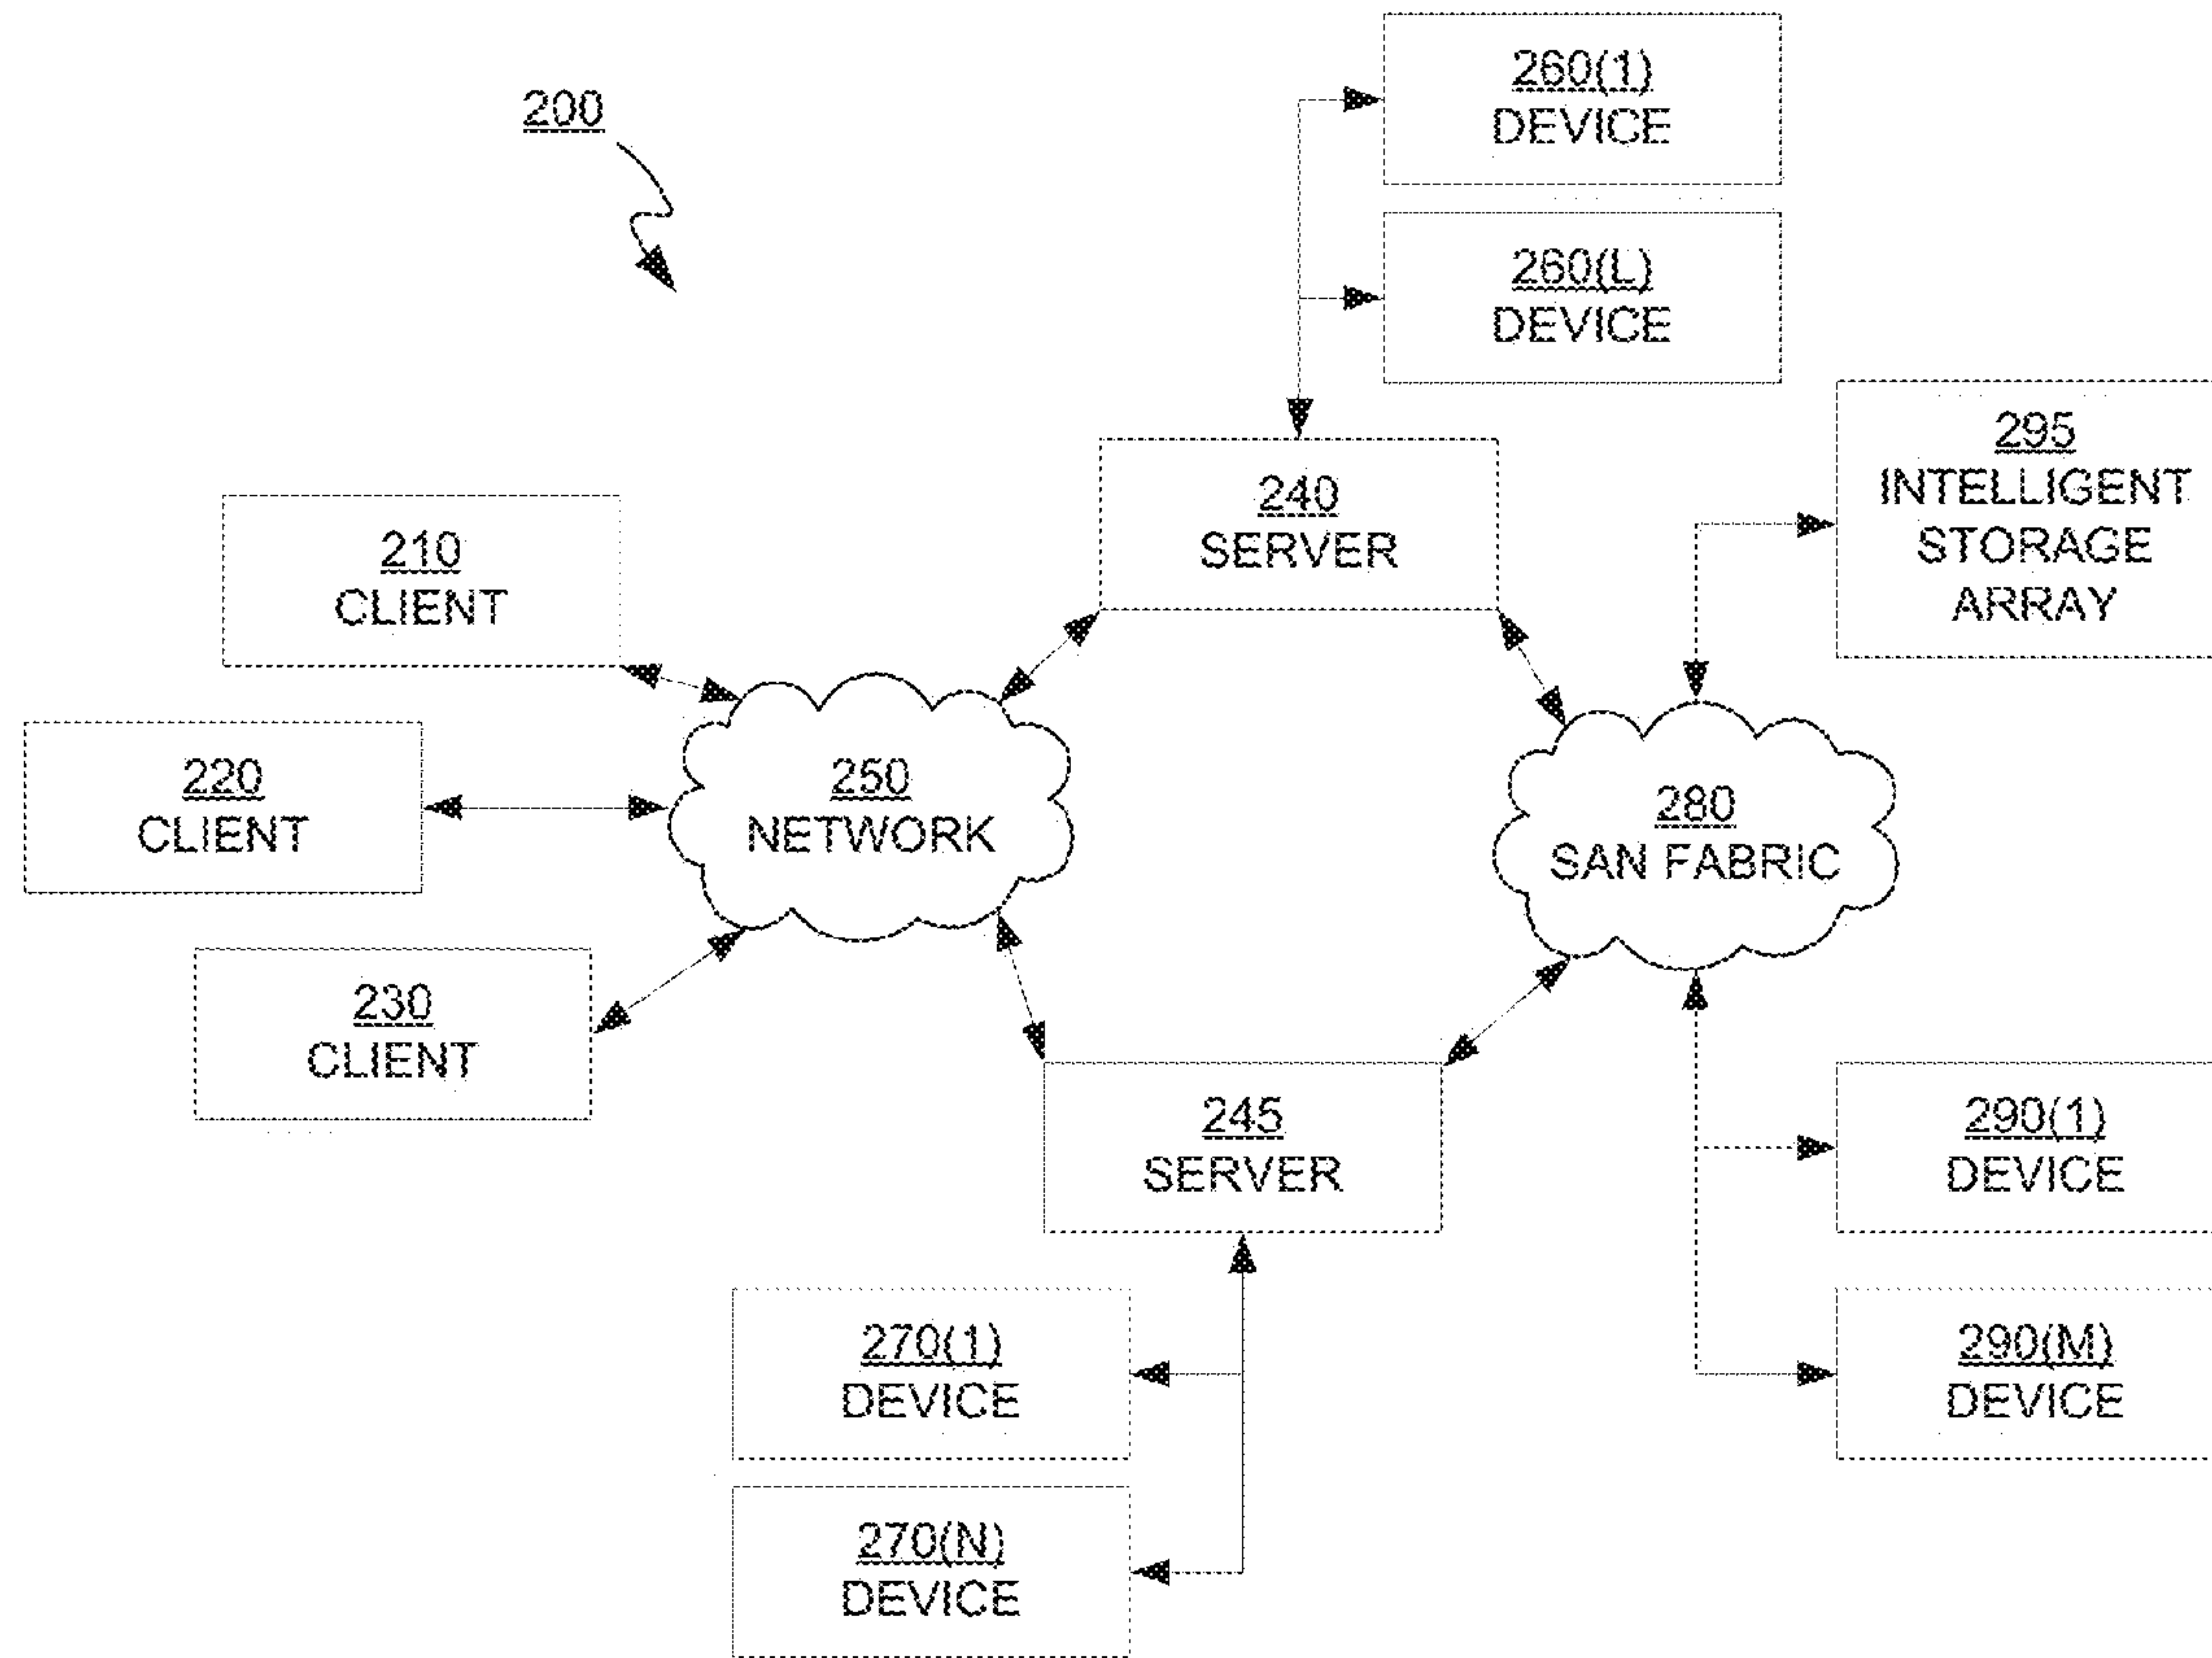 200
260(1)
DEVICE
260(L)
DEVICE
295
INTELLIGENT
STORAGE
ARRAY
240
SERVER
210
CLIENT
220
CLIENT
250
NETWORK
280
SAN FABRIC
230
CLIENT
245
SERVER
290(1)
DEVICE
270(1)
DEVICE
290(M)
DEVICE
270(N)
DEVICE